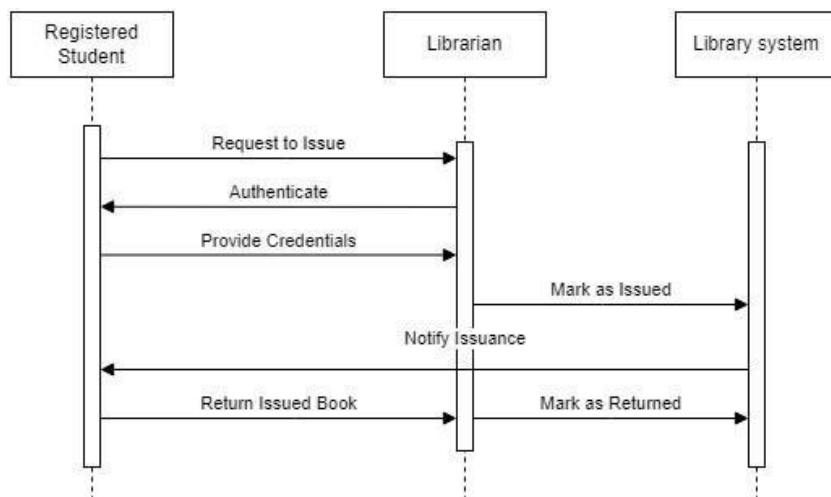 Registered
Student
Librarian
Library system
Request to Issue
Authenticate
Provide Credentials
Mark as Issued
Notify Issuance
Return Issued Book
Mark as Returned